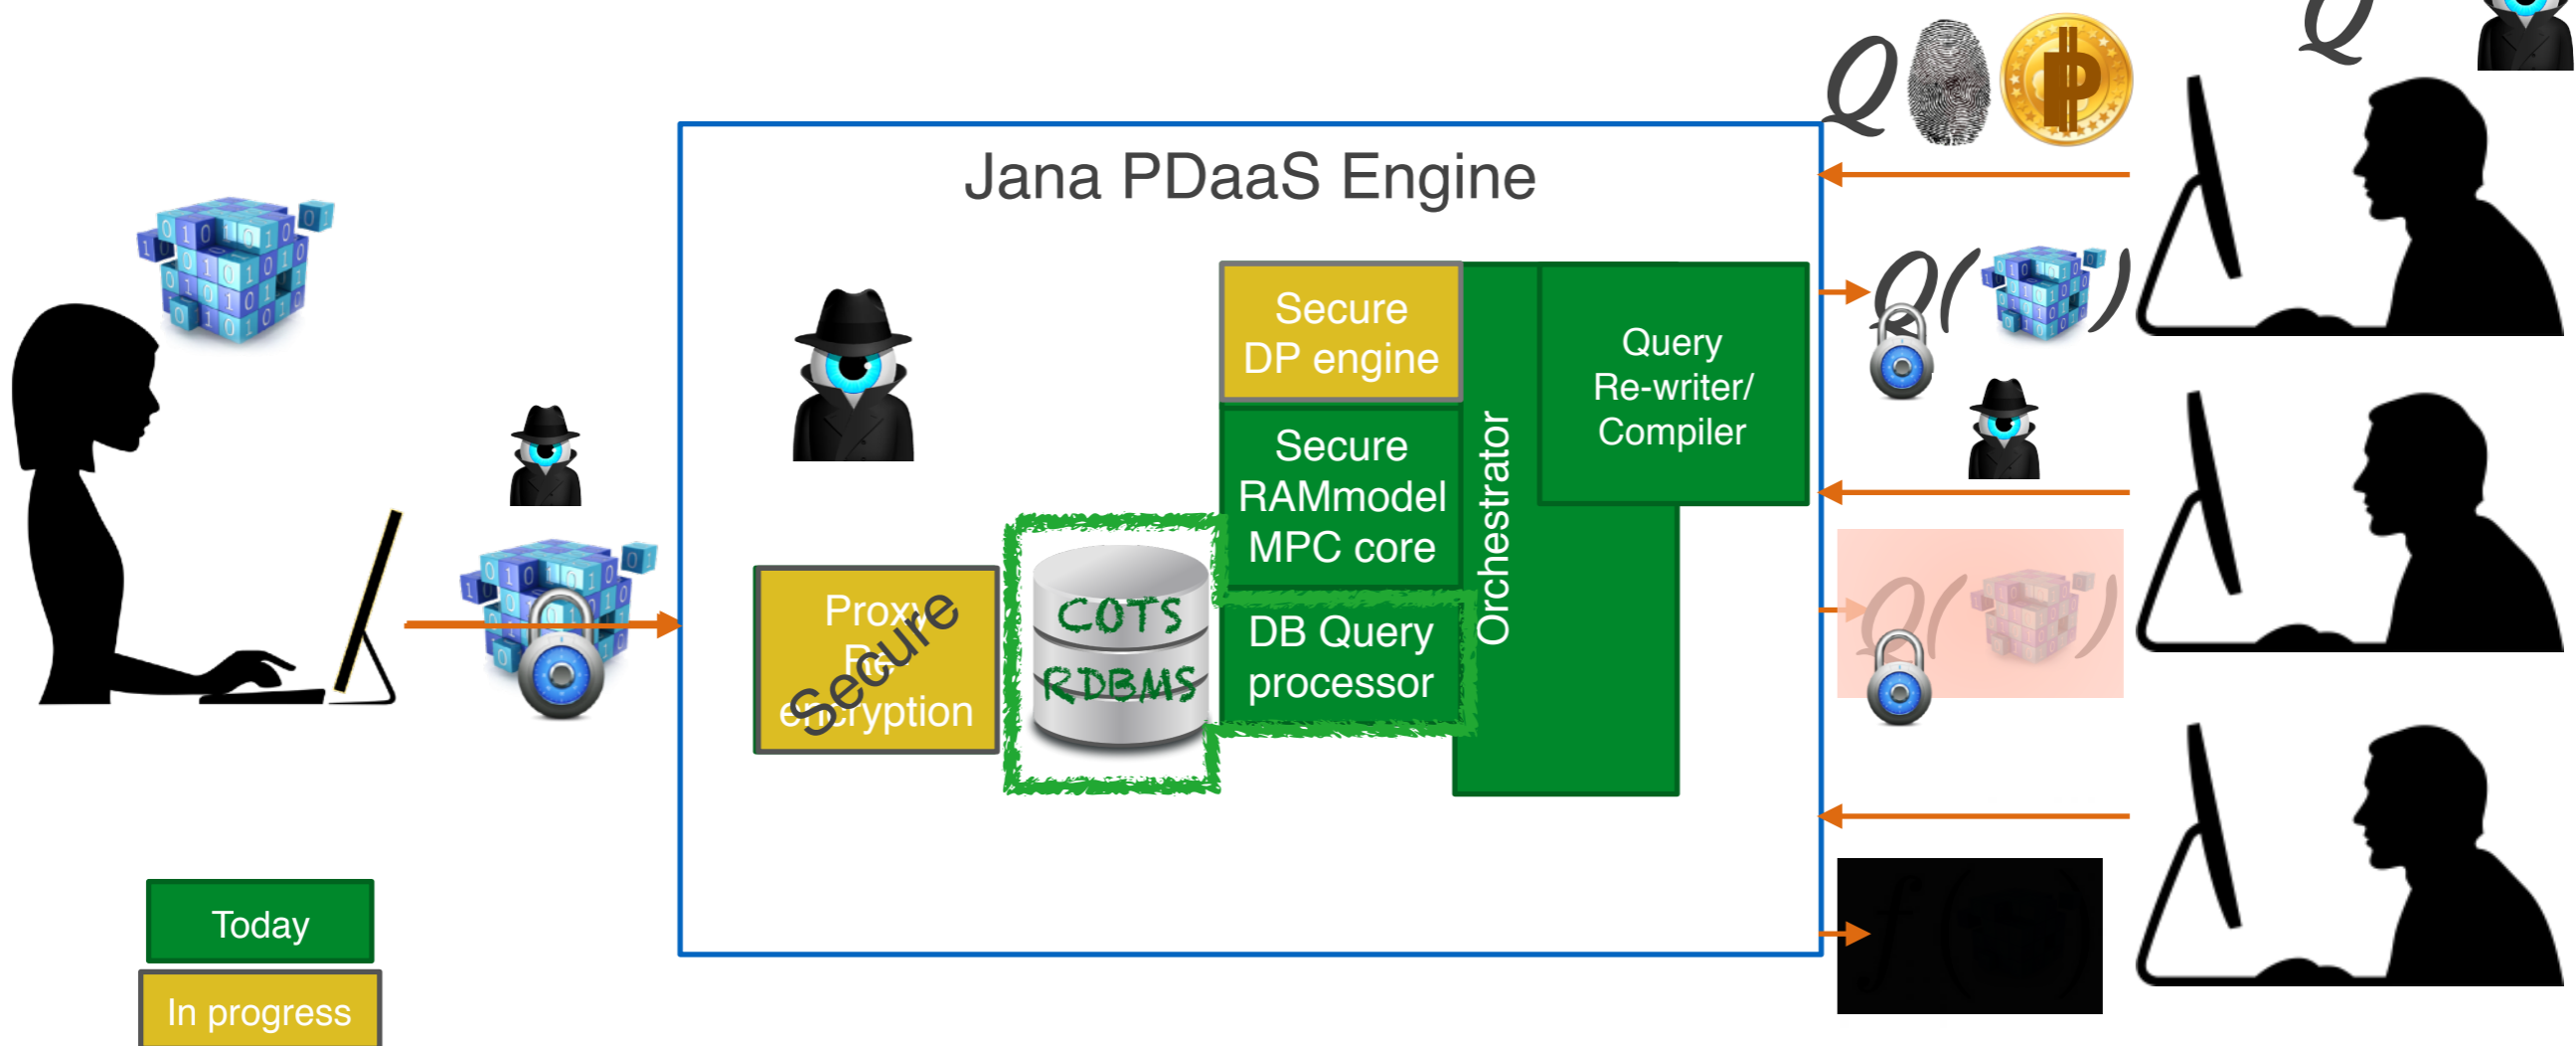 Q
Q
Jana PDaaS Engine
Q( )
Secure
DP engine
Query
Re-writer/
Compiler
Secure
RAMmodel
MPC core
Orchestrator
Q( )
Proxy
Re
encryption
Secure
COTS
RDBMS
DB Query
processor
f( )
Today
In progress